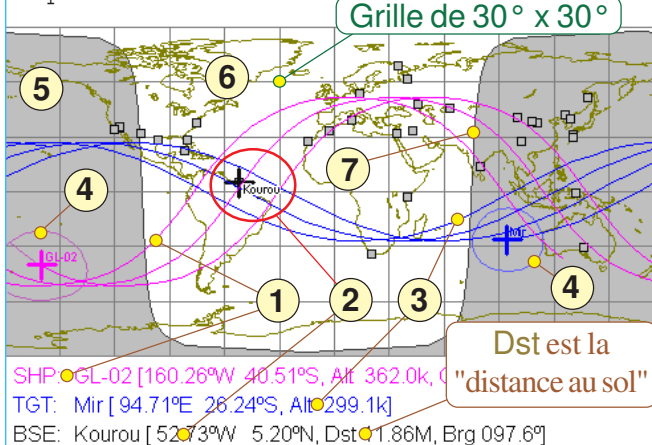 Grille de 30° x 30°
5
6
4
7
Kourou
GL-02
Mir
1
2
3
4
Dst est la
"distance au sol"
SHP: GL-02 [160.26ºW 40.51ºS, Alt 362.0k,
TGT: Mir [ 94.71ºE 26.24ºS, Alt 299.1k]
BSE: Kourou [ 52.73ºW 5.20ºN, Dst 11.86M, Brg 097.6º]